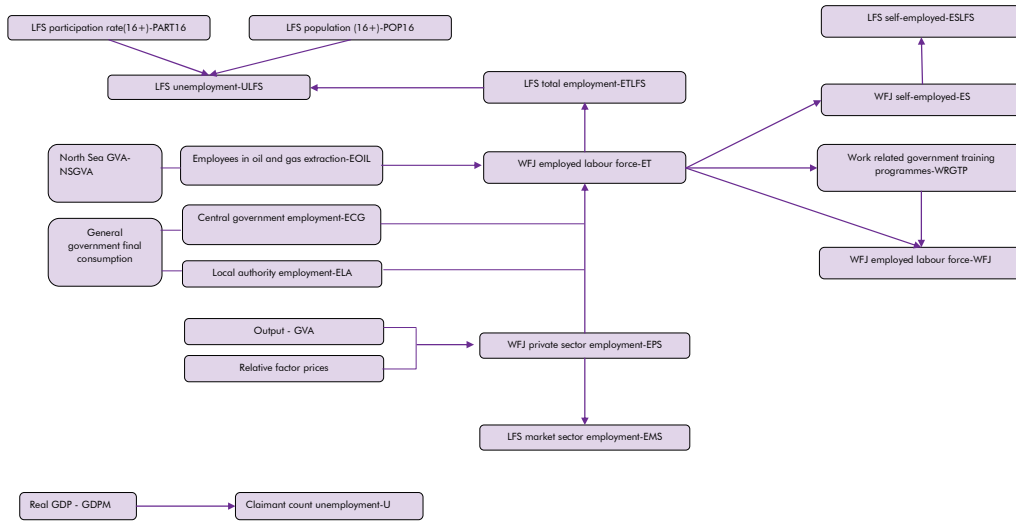 LFS participation rate(16+)-PART16
LFS population (16+)-POP16
LFS self-employed-ESLFS
LFS unemployment-ULFS
LFS total employment-ETLFS
WFJ self-employed-ES
North Sea GVA-
NSGVA
Employees in oil and gas extraction-EOIL
WFJ employed labour force-ET
Work related government training
programmes-WRGTP
General
government final
consumption
Central government employment-ECG
Local authority employment-ELA
WFJ employed labour force-WFJ
Output - GVA
Relative factor prices
WFJ private sector employment-EPS
LFS market sector employment-EMS
Real GDP - GDPM
Claimant count unemployment-U